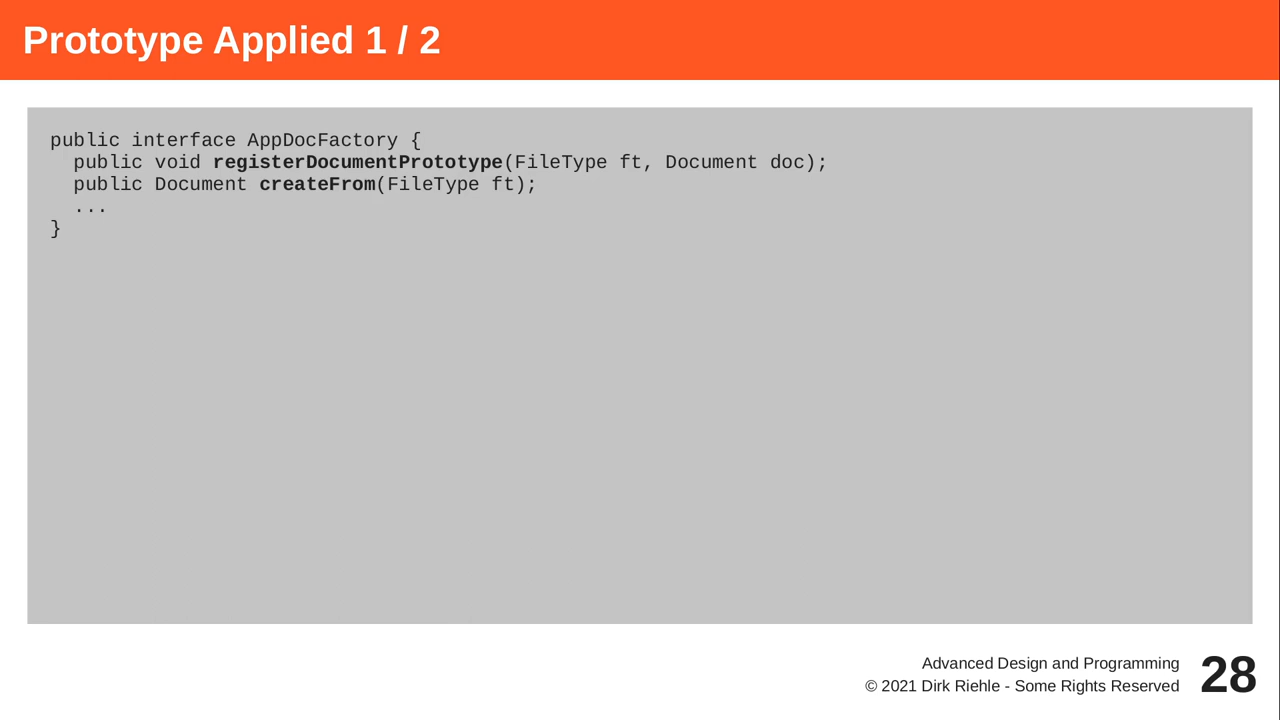 Prototype Applied 1 / 2
public interface AppDocFactory {
  public void registerDocumentPrototype(FileType ft, Document doc);
  public Document createFrom(FileType ft);
  ...
}
Advanced Design and Programming
© 2021 Dirk Riehle - Some Rights Reserved
28